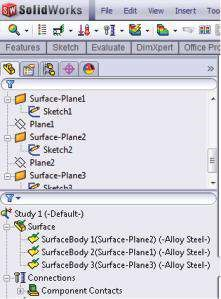 SolidWorks File Edit View Insert Too
Features Sketch Evaluate DimXpert Office Pro
Surface-Plane1
Sketch1
Plane1
Surface-Plane2
Sketch2
Plane2
Surface-Plane3
Sketch3
Study 1 (-Default-)
Surface
SurfaceBody 1(Surface-Plane2) (-Alloy Steel-)
SurfaceBody 2(Surface-Plane1) (-Alloy Steel-)
SurfaceBody 3(Surface-Plane3) (-Alloy Steel-)
Connections
Component Contacts